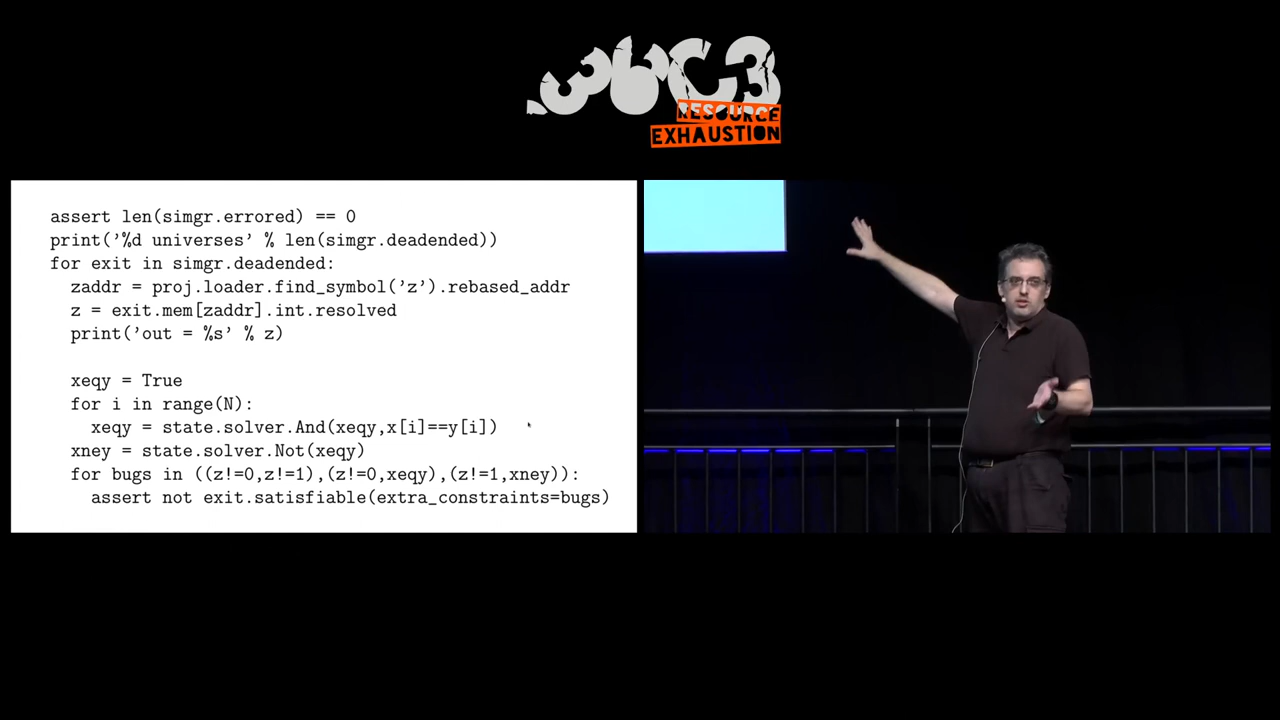 36C3
RESOURCE
EXHAUSTION
assert len(simgr.errored) == 0
print('%d universes' % len(simgr.deadended))
for exit in simgr.deadended:
  zaddr = proj.loader.find_symbol('z').rebased_addr
  z = exit.mem[zaddr].int.resolved
  print('out = %s' % z)
  xeqy = True
  for i in range(N):
    xeqy = state.solver.And(xeqy,x[i]==y[i])
  xney = state.solver.Not(xeqy)
  for bugs in ((z!=0,z!=1),(z!=0,xeqy),(z!=1,xney)):
    assert not exit.satisfiable(extra_constraints=bugs)